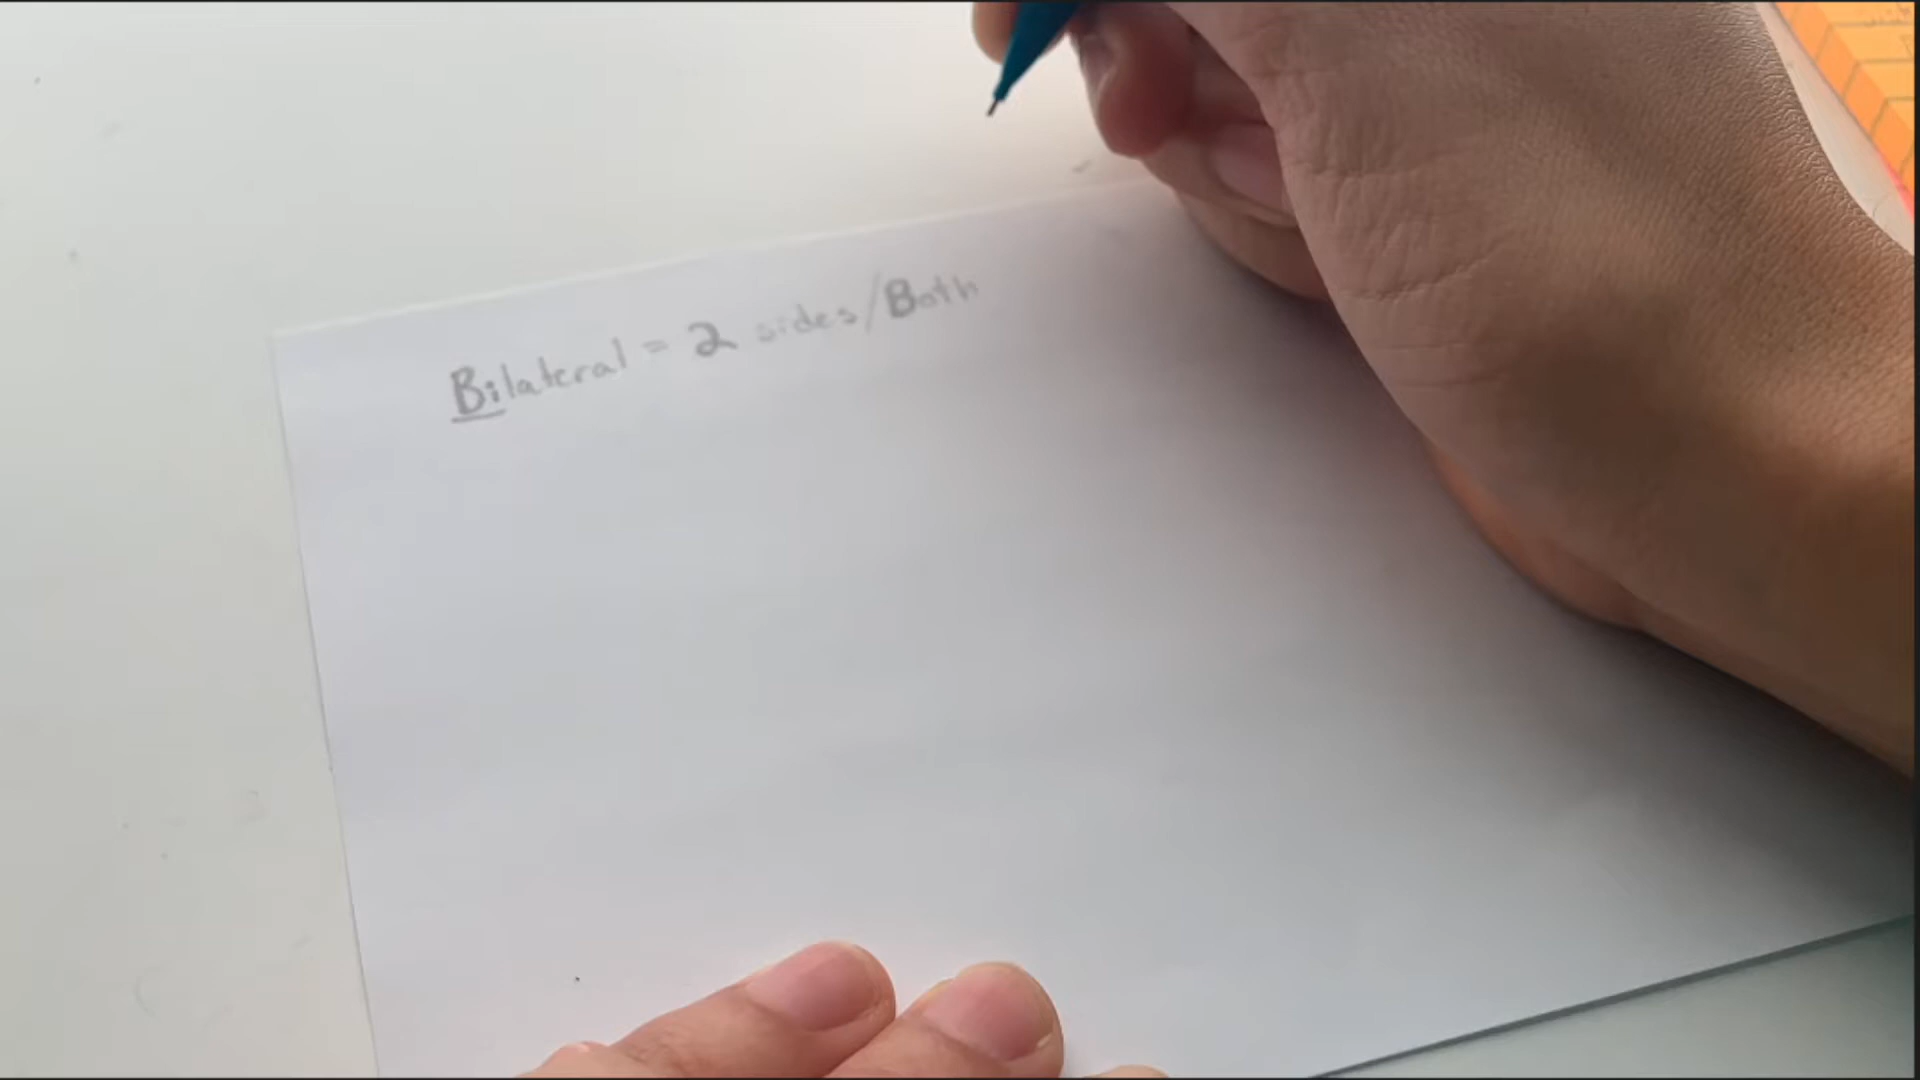 Bilateral = 2 sides/Both